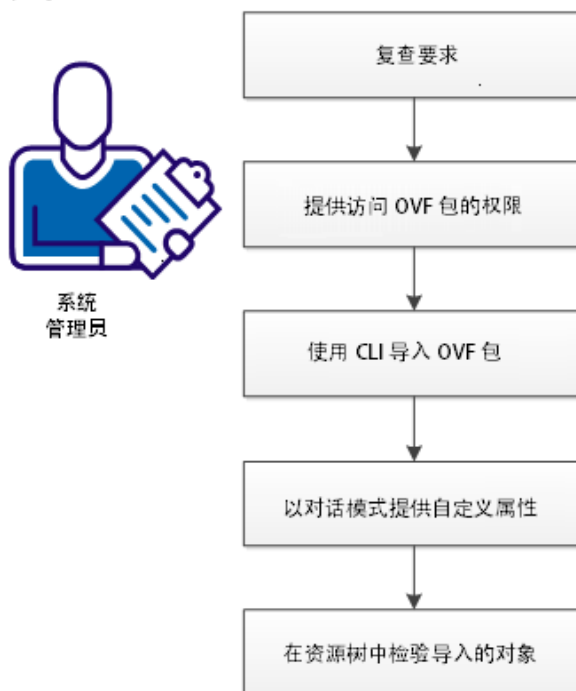 复查要求
提供访问 OVF 包的权限
系统
管理员
使用 CLI 导入 OVF 包
以对话模式提供自定义属性
在资源树中检验导入的对象